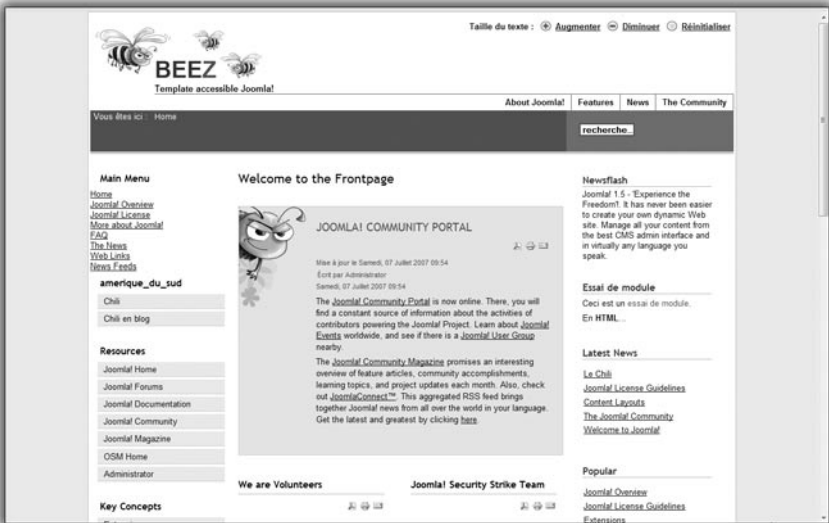 Taille du texte : Augmenter Diminuer Réinitialiser
BEEZ
Template accessible Joomla!
About Joomla! Features News The Community
Vous êtes ici : Home
recherche...
Main Menu
Home
Joomla! Overview
Joomla! License
More about Joomla!
FAQ
The News
Web Links
News Feeds
amerique_du_sud
Chili
Chili en blog
Resources
Joomla! Home
Joomla! Forums
Joomla! Documentation
Joomla! Community
Joomla! Magazine
OSM Home
Administrator
Key Concepts
Extensions
Welcome to the Frontpage
JOOMLA! COMMUNITY PORTAL
Mise à jour le Samedi, 07 Juillet 2007 09:54
Écrit par Administrator
Samedi, 07 Juillet 2007 09:54
The Joomla! Community Portal is now online. There, you will
find a constant source of information about the activities of
contributors powering the Joomla! Project. Learn about Joomla!
Events worldwide, and see if there is a Joomla! User Group
nearby.
The Joomla! Community Magazine promises an interesting
overview of feature articles, community accomplishments,
learning topics, and project updates each month. Also, check
out JoomlaConnect™. This aggregated RSS feed brings
together Joomla! news from all over the world in your language.
Get the latest and greatest by clicking here.
We are Volunteers
Joomla! Security Strike Team
Newsflash
Joomla! 1.5 - 'Experience the
Freedom'!. It has never been easier
to create your own dynamic Web
site. Manage all your content from
the best CMS admin interface and
in virtually any language you
speak.
Essai de module
Ceci est un essai de module.
En HTML...
Latest News
Le Chili
Joomla! License Guidelines
Content Layouts
The Joomla! Community
Welcome to Joomla!
Popular
Joomla! Overview
Joomla! License Guidelines
Extensions